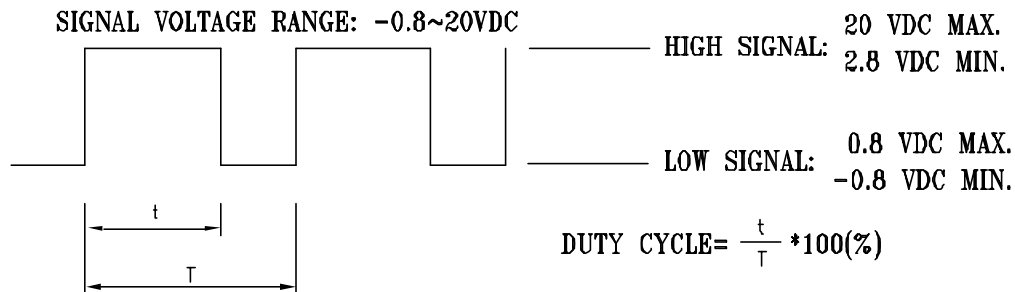 SIGNAL VOLTAGE RANGE: -0.8~20VDC
HIGH SIGNAL: 20 VDC MAX.
2.8 VDC MIN.
LOW SIGNAL: 0.8 VDC MAX.
-0.8 VDC MIN.
t
T
DUTY CYCLE= t/T *100(%)